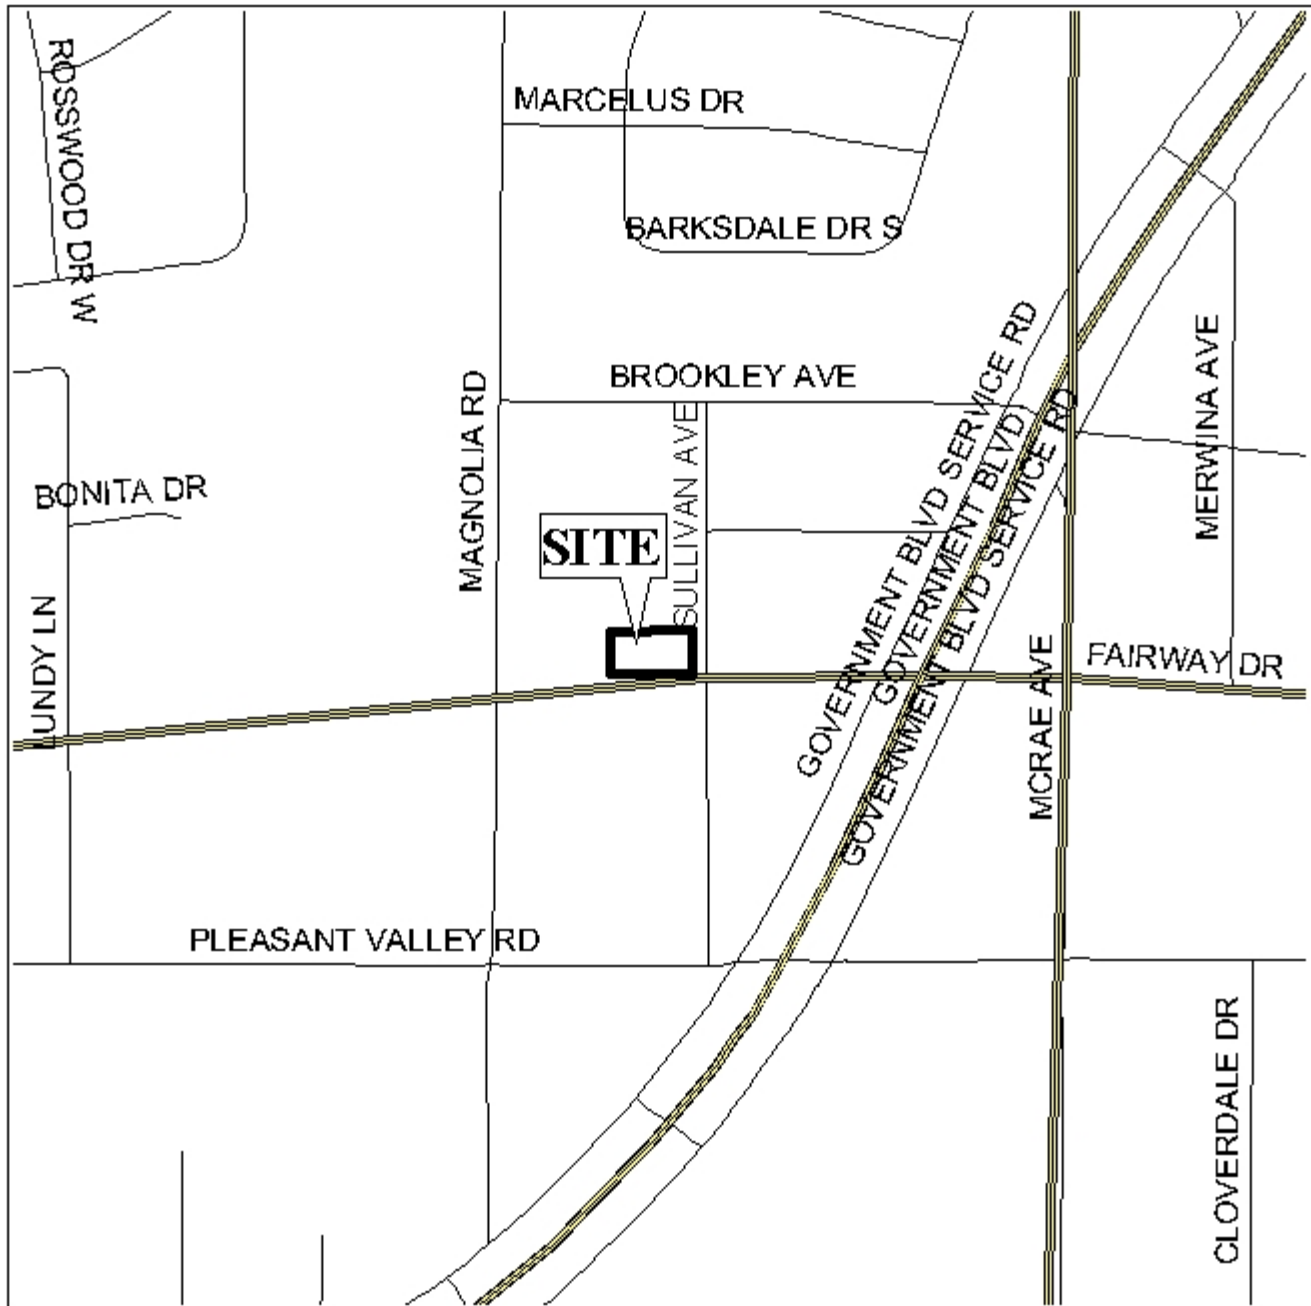 ROSSWOOD DR W
MARCELUS DR
BARKSDALE DR S
BROOKLEY AVE
MAGNOLIA RD
SULLIVAN AVE
GOVERNMENT BLVD SERVICE RD
GOVERNMENT BLVD
GOVERNMENT BLVD SERVICE RD
MERWINA AVE
BONITA DR
SITE
LUNDY LN
MCRAE AVE
FAIRWAY DR
PLEASANT VALLEY RD
CLOVERDALE DR